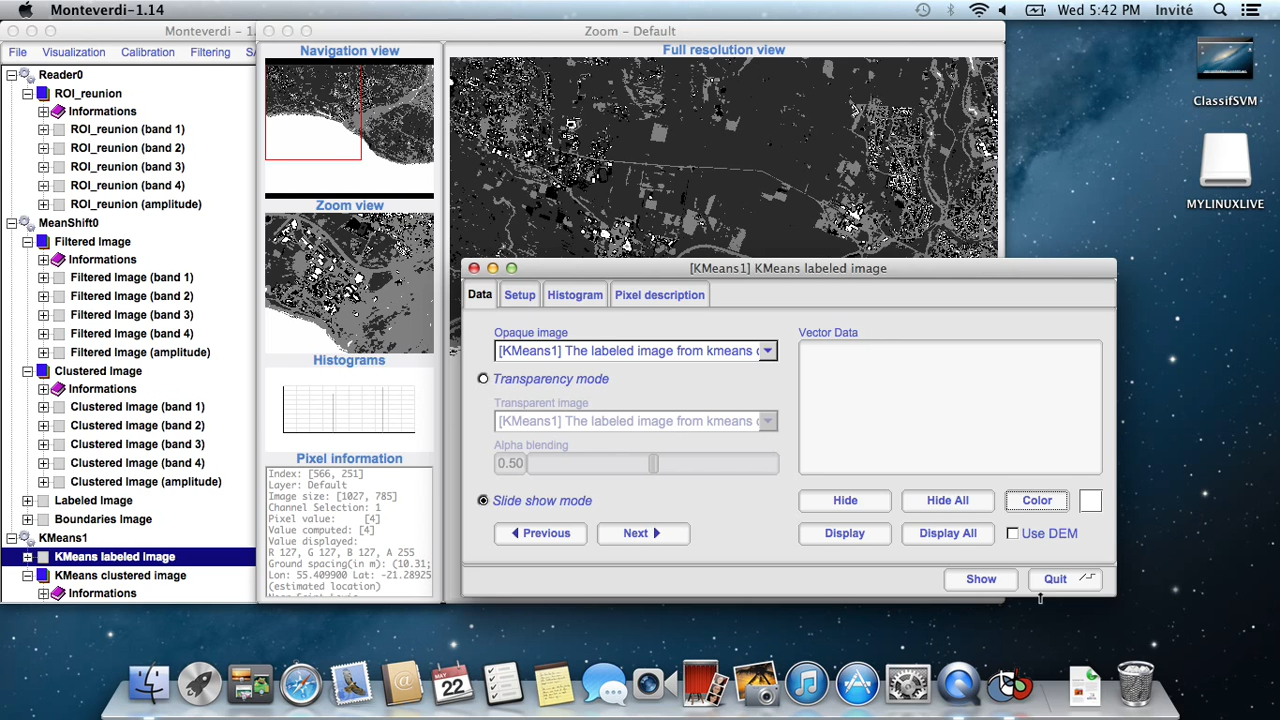 Monteverdi-1.14
Wed 5:42 PM Invité
Monteverdi - 1.
File Visualization Calibration Filtering
Reader0
ROI_reunion
Informations
ROI_reunion (band 1)
ROI_reunion (band 2)
ROI_reunion (band 3)
ROI_reunion (band 4)
ROI_reunion (amplitude)
MeanShift0
Filtered Image
Informations
Filtered Image (band 1)
Filtered Image (band 2)
Filtered Image (band 3)
Filtered Image (band 4)
Filtered Image (amplitude)
Clustered Image
Informations
Clustered Image (band 1)
Clustered Image (band 2)
Clustered Image (band 3)
Clustered Image (band 4)
Clustered Image (amplitude)
Labeled Image
Boundaries Image
KMeans1
KMeans labeled image
KMeans clustered image
Informations
Zoom - Default
Navigation view
Full resolution view
Zoom view
Histograms
Pixel information
Index: [566, 251]
Layer: Default
Image size: [1027, 785]
Channel Selection: 1
Pixel value: [4]
Value computed: [4]
Value displayed:
R 127, G 127, B 127, A 255
Ground spacing(in m): (10.31;
Lon: 55.409900 Lat: -21.28925
(estimated location)
[KMeans1] KMeans labeled image
Data Setup Histogram Pixel description
Opaque image
[KMeans1] The labeled image from kmeans
Transparency mode
Transparent image
[KMeans1] The labeled image from kmeans
Alpha blending
0.50
Slide show mode
Previous Next
Vector Data
Hide Hide All Color
Display Display All Use DEM
Show Quit
ClassifSVM
MYLINUXLIVE
MAY
22